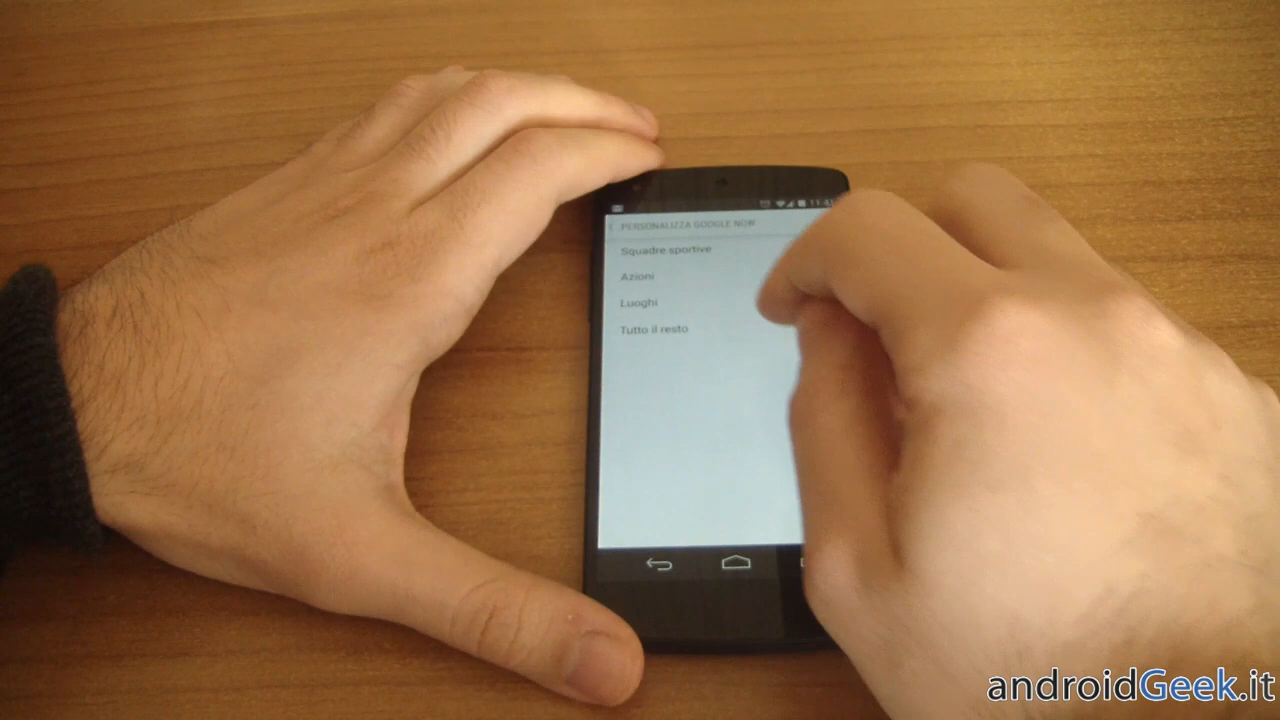 PERSONALIZZA GOOGLE NOW
Squadre sportive
Azioni
Luoghi
Tutto il resto
androidGeek.it